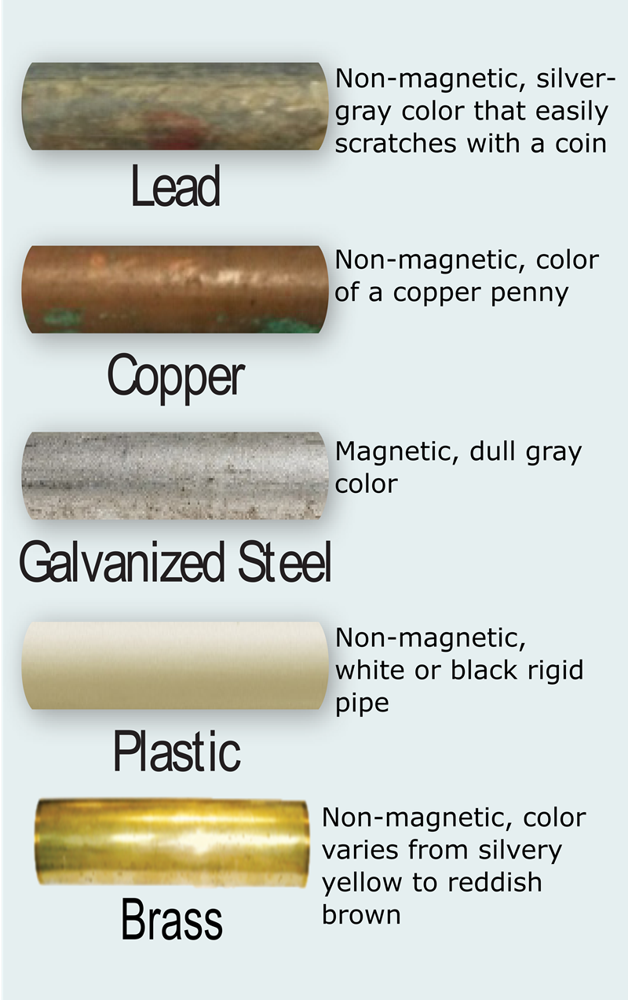 Non-magnetic, silver-
gray color that easily
scratches with a coin
Lead
Non-magnetic, color
of a copper penny
Copper
Magnetic, dull gray
color
Galvanized Steel
Non-magnetic,
white or black rigid
pipe
Plastic
Non-magnetic, color
varies from silvery
yellow to reddish
brown
Brass